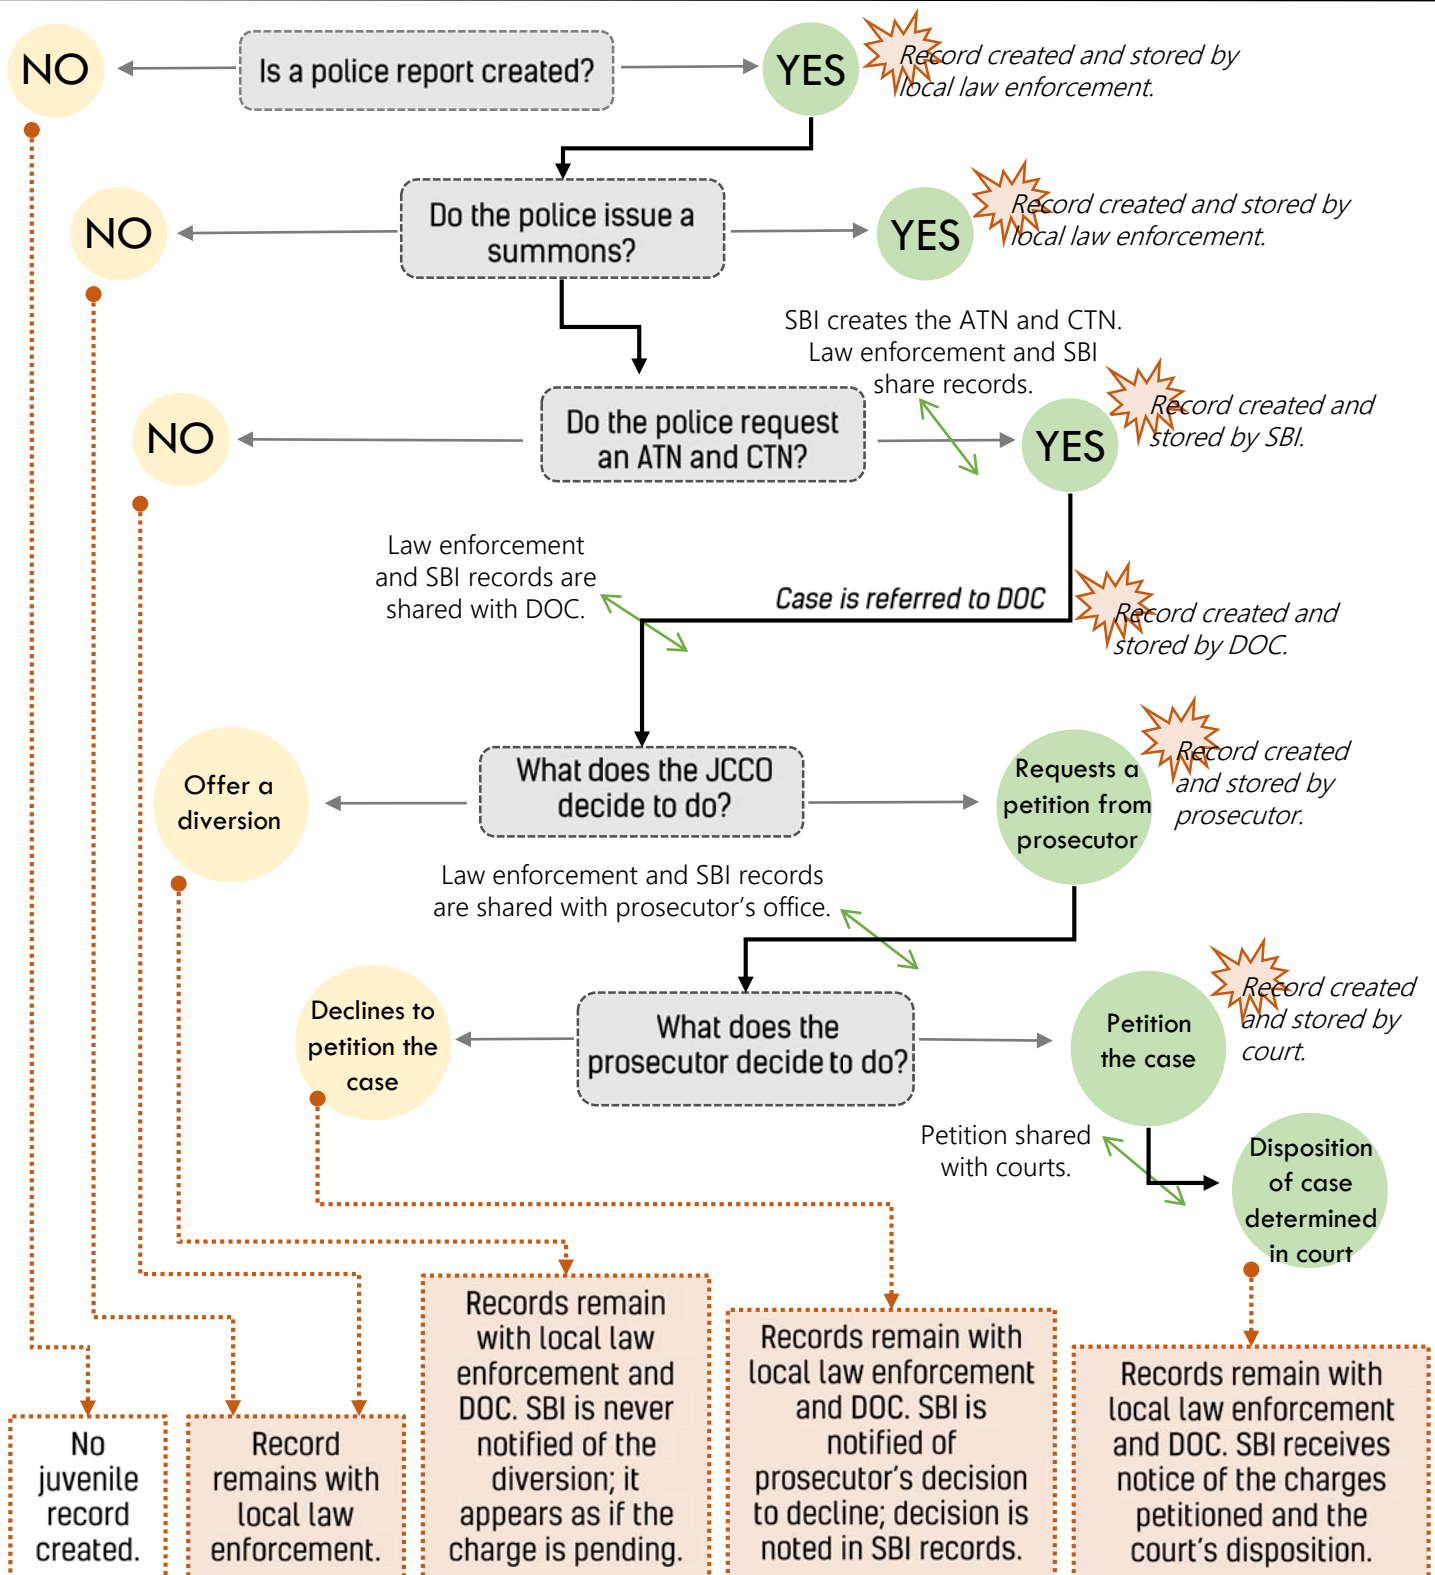 NO
Is a police report created?
YES
Record created and stored by
local law enforcement.
NO
Do the police issue a
summons?
YES
Record created and stored by
local law enforcement.
SBI creates the ATN and CTN.
Law enforcement and SBI
share records.
NO
Do the police request
an ATN and CTN?
YES
Record created and
stored by SBI.
Law enforcement
and SBI records are
shared with DOC.
Case is referred to DOC
Record created and
stored by DOC.
Offer a
diversion
What does the JCCO
decide to do?
Requests a
petition from
prosecutor
Record created
and stored by
prosecutor.
Law enforcement and SBI records
are shared with prosecutor's office.
Declines to
petition the
case
What does the
prosecutor decide to do?
Petition
the case
Record created
and stored by
court.
Petition shared
with courts.
Disposition
of case
determined
in court
No
juvenile
record
created.
Record
remains with
local law
enforcement.
Records remain
with local law
enforcement and
DOC. SBI is never
notified of the
diversion; it
appears as if the
charge is pending.
Records remain with
local law enforcement
and DOC. SBI is
notified of
prosecutor's decision
to decline; decision is
noted in SBI records.
Records remain with
local law enforcement
and DOC. SBI receives
notice of the charges
petitioned and the
court's disposition.